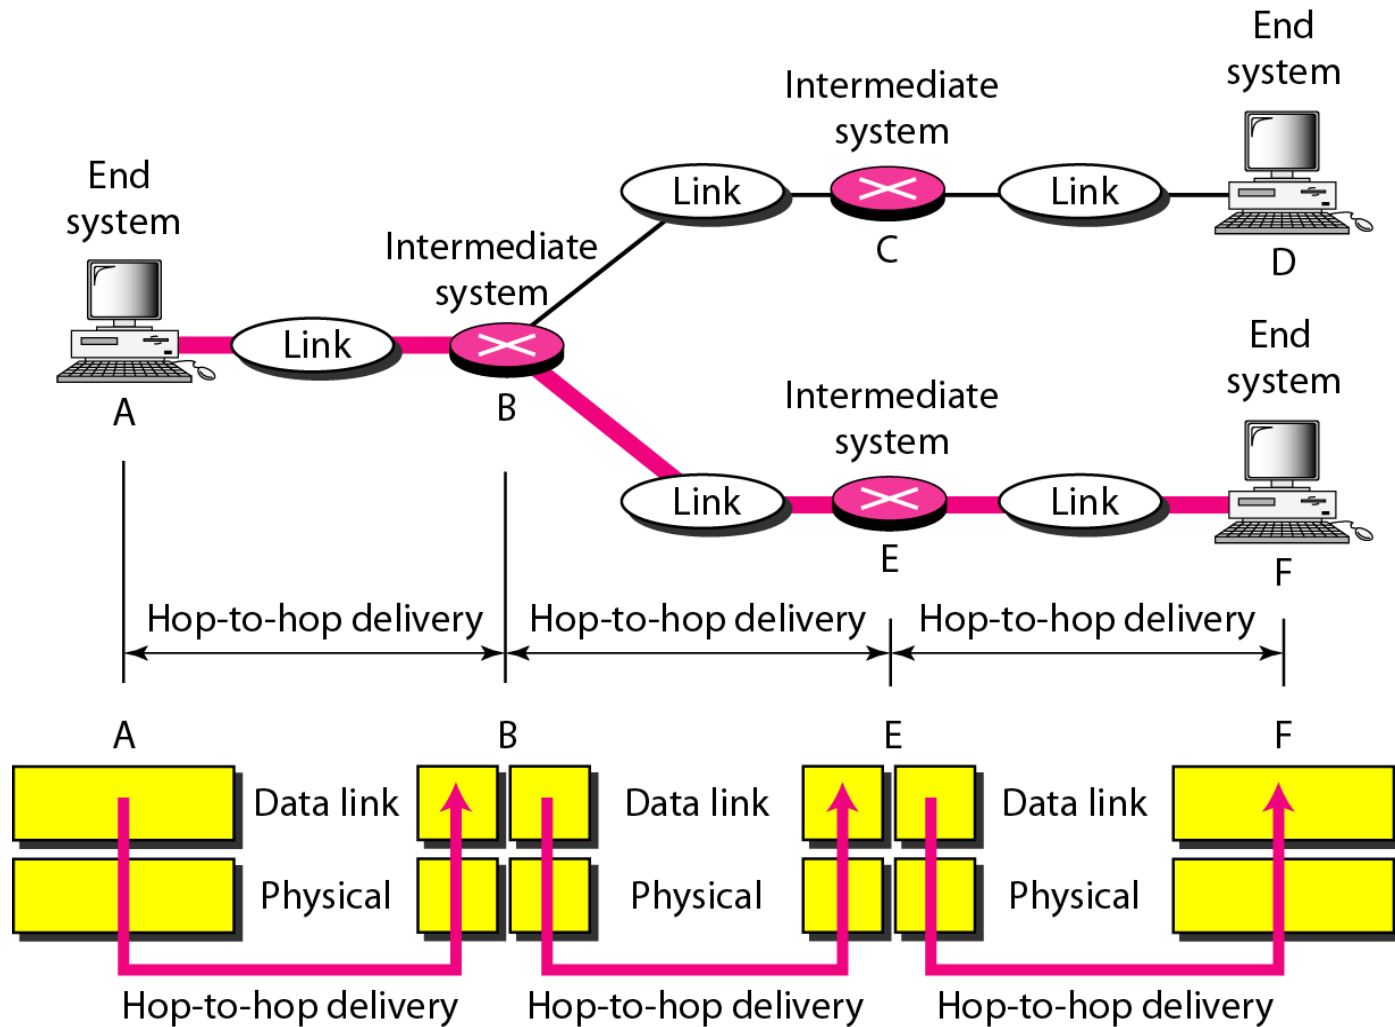 End
system
Intermediate
system
Link
Link
C
D
End
system
Intermediate
system
Link
A
B
End
system
Intermediate
system
Link
Link
E
F
Hop-to-hop delivery
Hop-to-hop delivery
Hop-to-hop delivery
A
B
E
F
Data link
Data link
Data link
Physical
Physical
Physical
Hop-to-hop delivery
Hop-to-hop delivery
Hop-to-hop delivery